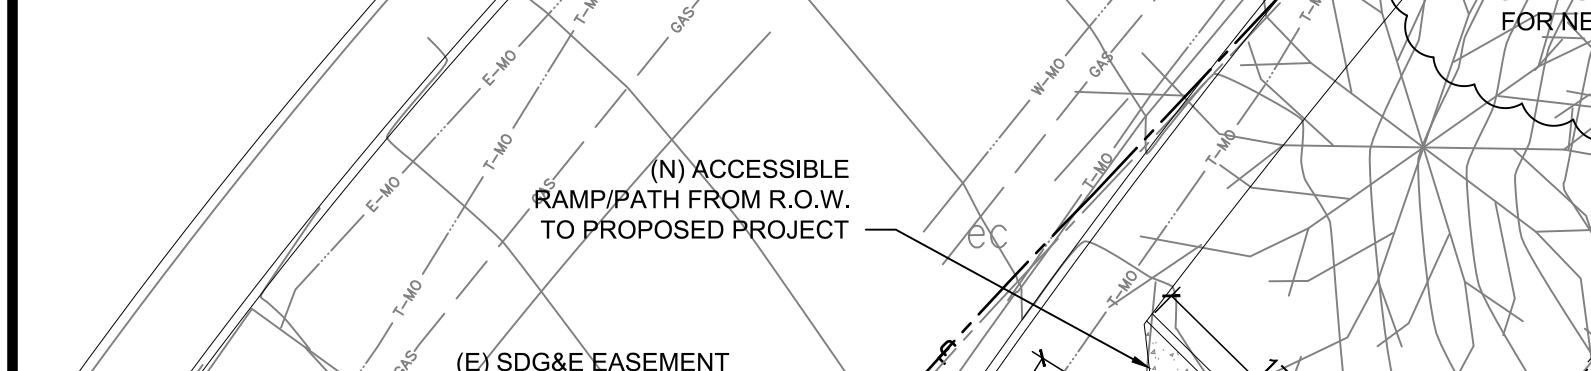 T-MO
GAS
FOR NE
E-MO
W-MO
GAS
T-MO
T-MO
T-MO
(N) ACCESSIBLE
RAMP/PATH FROM R.O.W.
TO PROPOSED PROJECT
GAS
E-MO
T-MO
ec
T-MO
T-MO
(E) SDG&E EASEMENT
GAS